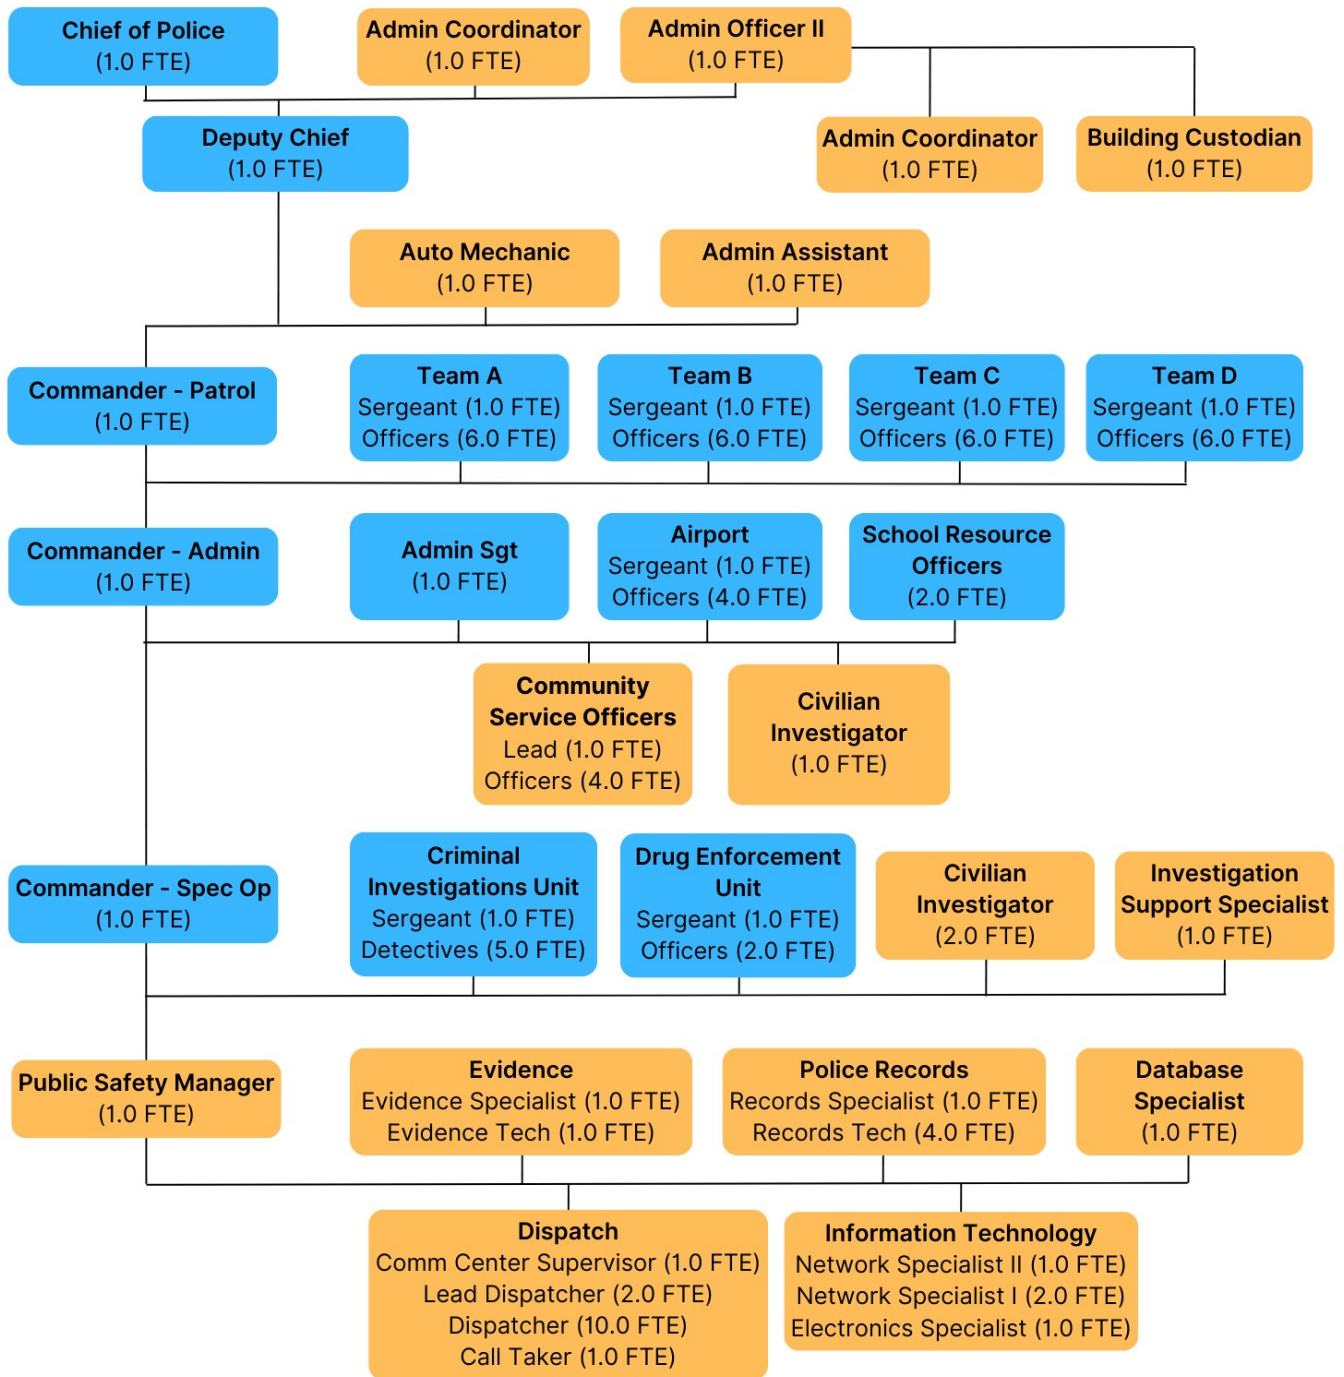 Chief of Police
(1.0 FTE)
Admin Coordinator
(1.0 FTE)
Admin Officer II
(1.0 FTE)
Deputy Chief
(1.0 FTE)
Admin Coordinator
(1.0 FTE)
Building Custodian
(1.0 FTE)
Auto Mechanic
(1.0 FTE)
Admin Assistant
(1.0 FTE)
Commander - Patrol
(1.0 FTE)
Team A
Sergeant (1.0 FTE)
Officers (6.0 FTE)
Team B
Sergeant (1.0 FTE)
Officers (6.0 FTE)
Team C
Sergeant (1.0 FTE)
Officers (6.0 FTE)
Team D
Sergeant (1.0 FTE)
Officers (6.0 FTE)
Commander - Admin
(1.0 FTE)
Admin Sgt
(1.0 FTE)
Airport
Sergeant (1.0 FTE)
Officers (4.0 FTE)
School Resource
Officers
(2.0 FTE)
Community
Service Officers
Lead (1.0 FTE)
Officers (4.0 FTE)
Civilian
Investigator
(1.0 FTE)
Commander - Spec Op
(1.0 FTE)
Criminal
Investigations Unit
Sergeant (1.0 FTE)
Detectives (5.0 FTE)
Drug Enforcement
Unit
Sergeant (1.0 FTE)
Officers (2.0 FTE)
Civilian
Investigator
(2.0 FTE)
Investigation
Support Specialist
(1.0 FTE)
Public Safety Manager
(1.0 FTE)
Evidence
Evidence Specialist (1.0 FTE)
Evidence Tech (1.0 FTE)
Police Records
Records Specialist (1.0 FTE)
Records Tech (4.0 FTE)
Database
Specialist
(1.0 FTE)
Dispatch
Comm Center Supervisor (1.0 FTE)
Lead Dispatcher (2.0 FTE)
Dispatcher (10.0 FTE)
Call Taker (1.0 FTE)
Information Technology
Network Specialist II (1.0 FTE)
Network Specialist I (2.0 FTE)
Electronics Specialist (1.0 FTE)